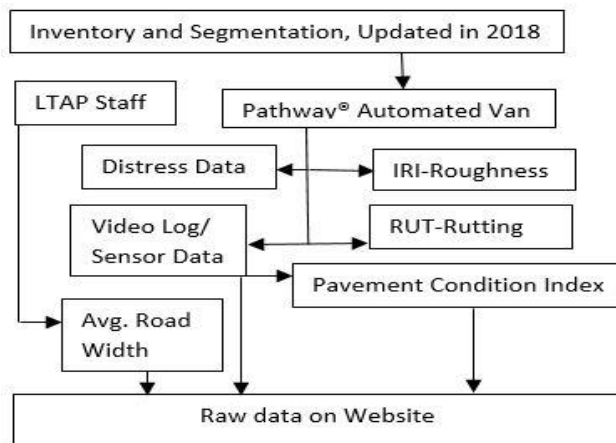 Inventory and Segmentation, Updated in 2018
LTAP Staff
Pathway® Automated Van
Distress Data
IRI-Roughness
Video Log/
Sensor Data
RUT-Rutting
Pavement Condition Index
Avg. Road
Width
Raw data on Website